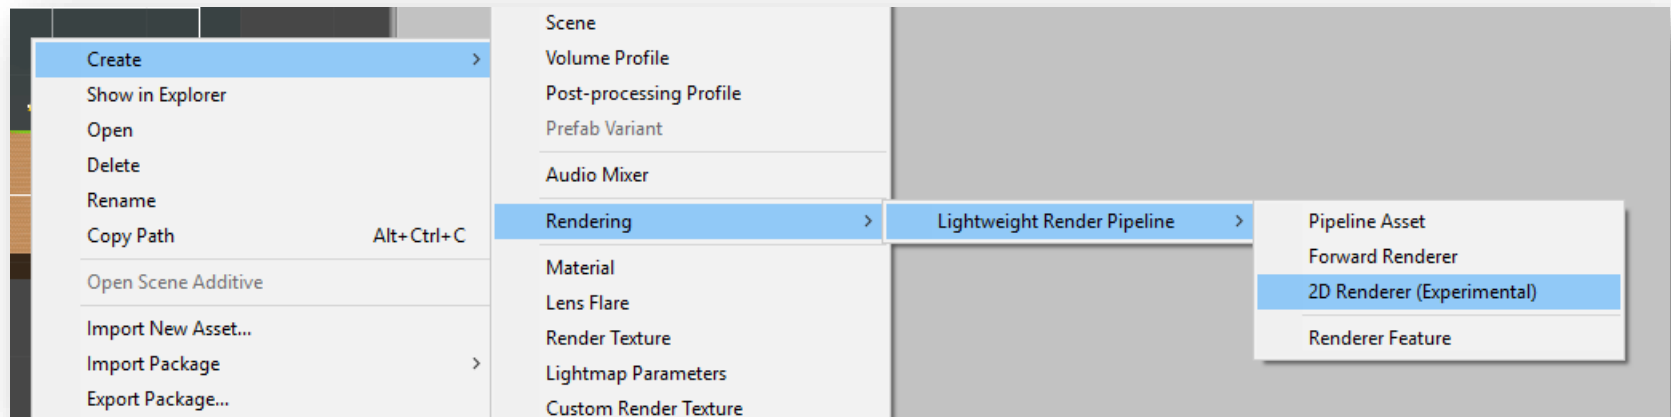 Create
Show in Explorer
Open
Delete
Rename
Copy Path Alt+Ctrl+C
Open Scene Additive
Import New Asset...
Import Package
Export Package...
Scene
Volume Profile
Post-processing Profile
Prefab Variant
Audio Mixer
Rendering
Material
Lens Flare
Render Texture
Lightmap Parameters
Custom Render Texture
Lightweight Render Pipeline
Pipeline Asset
Forward Renderer
2D Renderer (Experimental)
Renderer Feature